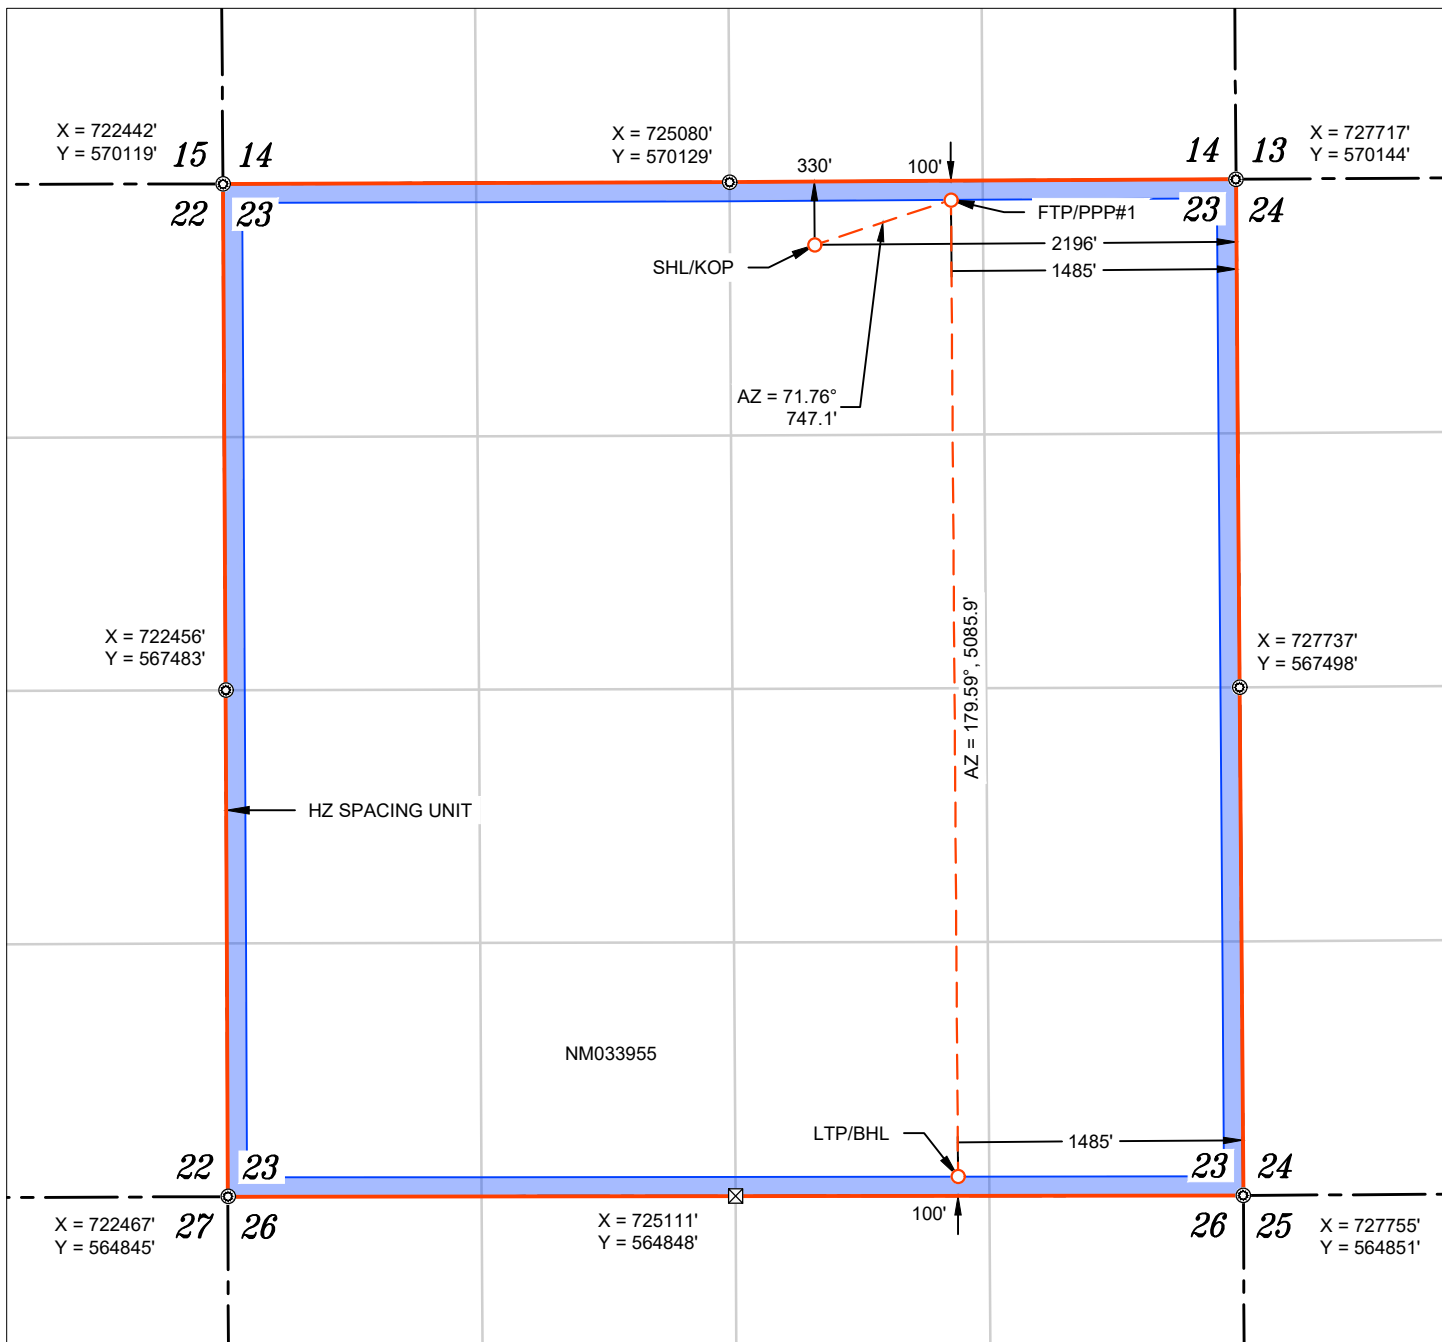 X = 722442'
Y = 570119'
X = 725080'
Y = 570129'
X = 727717'
Y = 570144'
15 14
14 13
330'
100'
22 23
23 24
FTP/PPP#1
2196'
SHL/KOP
1485'
AZ = 71.76°
747.1'
X = 722456'
Y = 567483'
AZ = 179.59°, 5085.9'
X = 727737'
Y = 567498'
HZ SPACING UNIT
NM033955
LTP/BHL
1485'
22 23
23 24
27 26
26 25
100'
X = 722467'
Y = 564845'
X = 725111'
Y = 564848'
X = 727755'
Y = 564851'